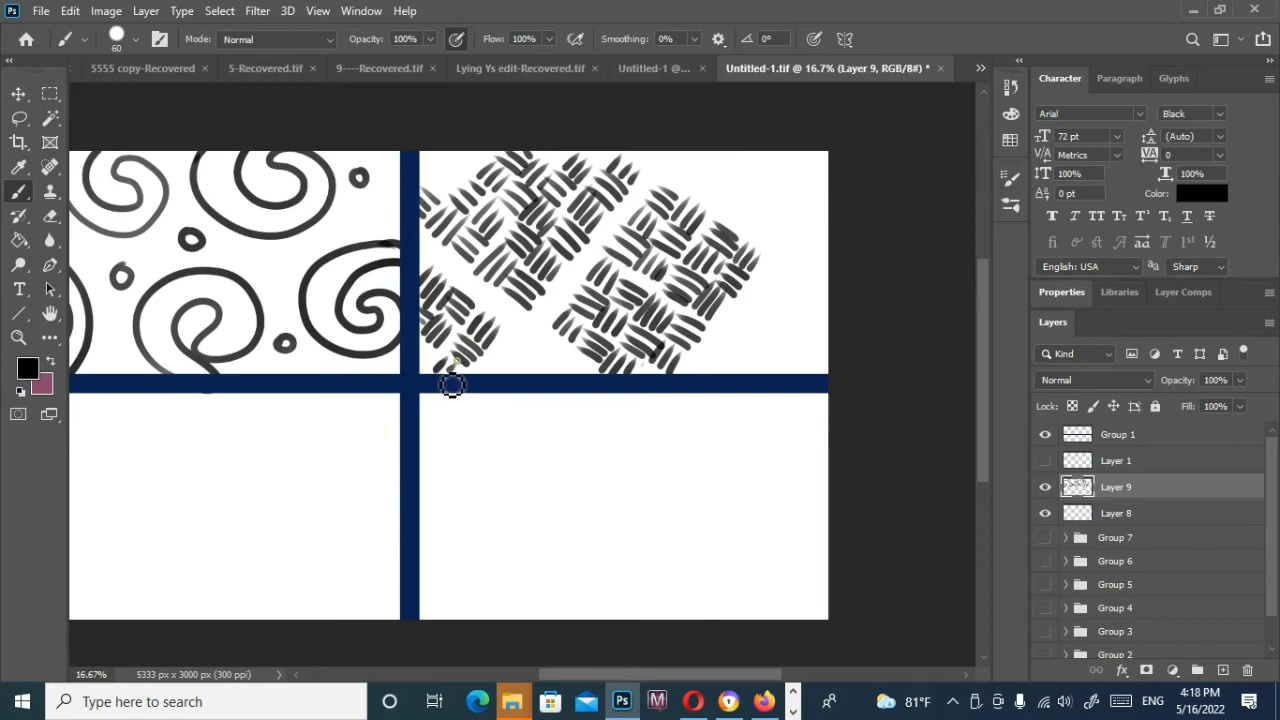 Ps File Edit Image Layer Type Select Filter 3D View Window Help
60 Mode: Normal Opacity: 100% Flow: 100% Smoothing: 0% 0°
5555 copy-Recovered × 5-Recovered.tif × 9----Recovered.tif × Lying Ys edit-Recovered.tif × Untitled-1 @... × Untitled-1.tif @ 16.7% (Layer 9, RGB/8#) * ×
Character Paragraph Glyphs
Arial Black
72 pt (Auto)
Metrics 0
100% 100%
0 pt Color:
English: USA Sharp
Properties Libraries Layer Comps
Layers
Kind
Normal Opacity: 100%
Lock: Fill: 100%
Group 1
Layer 1
Layer 9
Layer 8
Group 7
Group 6
Group 5
Group 4
Group 3
Group 2
16.67% 5333 px x 3000 px (300 ppi)
Type here to search Ps 81°F ENG 4:18 PM
5/16/2022